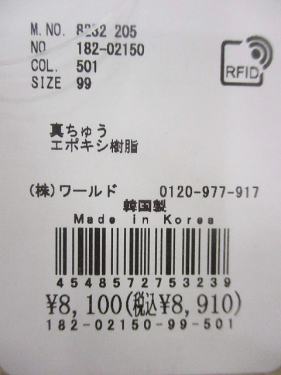 M.NO. 8232 205
NO 182-02150
COL. 501
SIZE 99
RFID
真ちゅう
エポキシ樹脂
(株)ワールド 0120-977-917
韓国製
Made in Korea
4548572753239
¥8,100(税込¥8,910)
182-02150-99-501